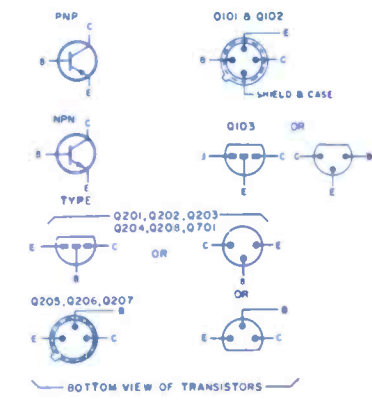 PNP
C
B
E
Q101 & Q102
E
B
C
SHIELD & CASE
NPN
C
B
E
TYPE
Q103 OR
C C B
E E
Q201, Q202, Q203
Q204, Q208, Q701
E C OR C E
B B
OR
Q205, Q206, Q207
B B
E C E C
BOTTOM VIEW OF TRANSISTORS